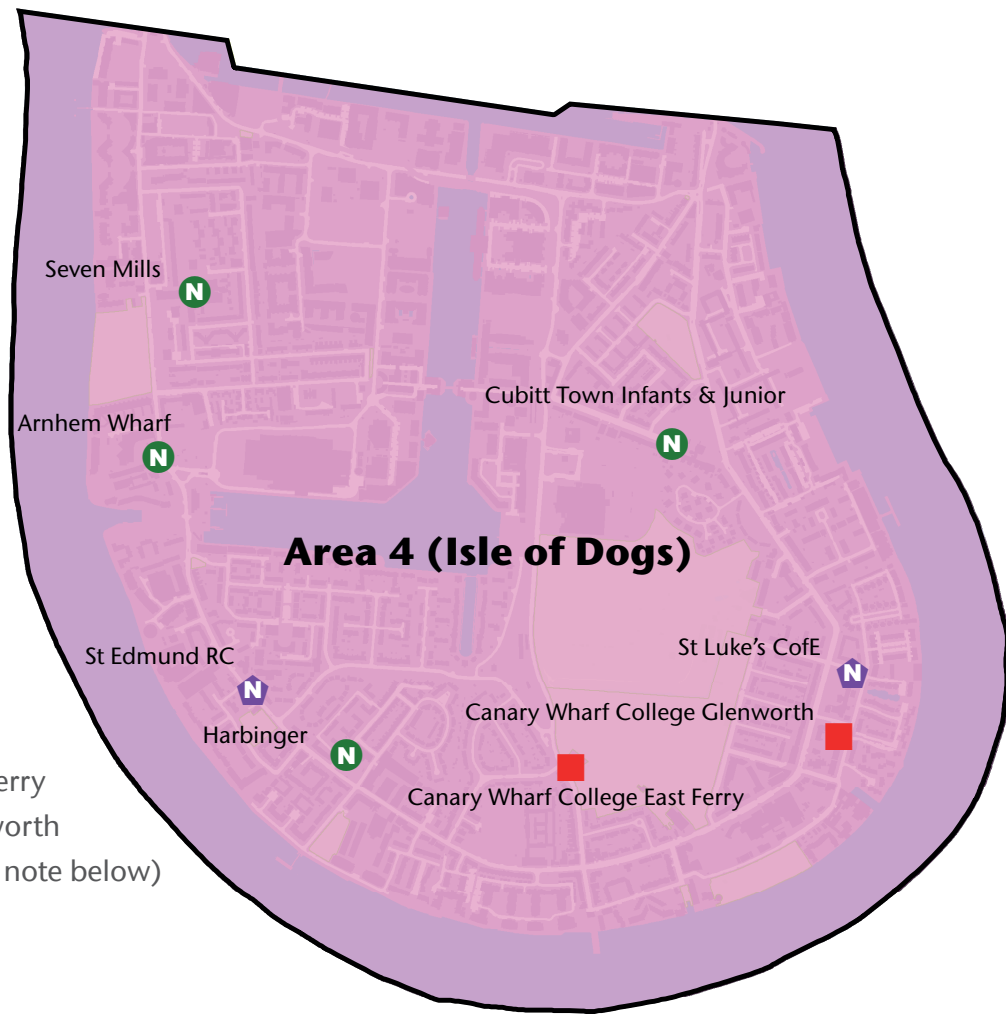 Seven Mills
N
Cubitt Town Infants & Junior
Arnhem Wharf
N
N
Area 4 (Isle of Dogs)
St Edmund RC
St Luke's CofE
N
N
Harbinger
Canary Wharf College Glenworth
N
erry
Canary Wharf College East Ferry
orth
note below)